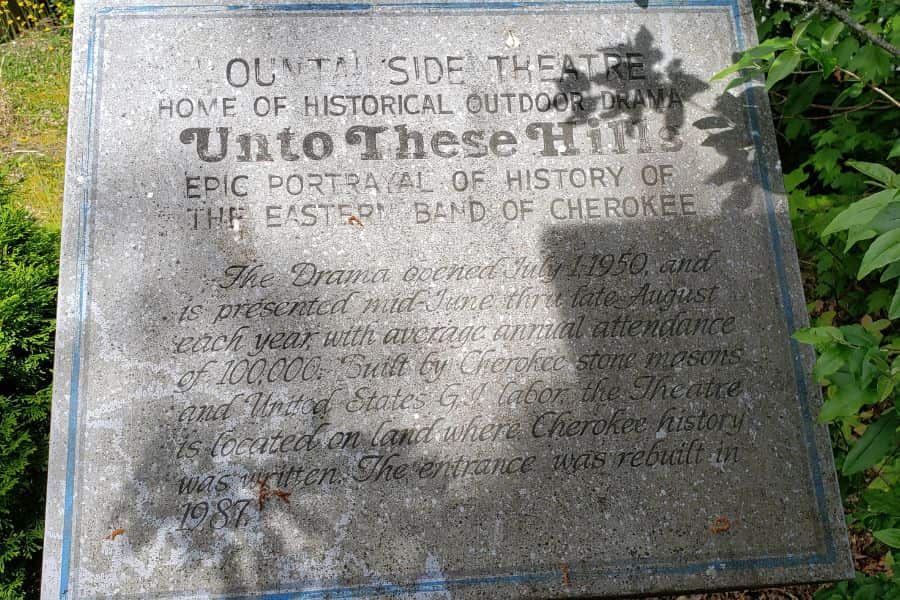 MOUNTAINSIDE THEATRE
HOME OF HISTORICAL OUTDOOR DRAMA
Unto These Hills
EPIC PORTRAYAL OF HISTORY OF
THE EASTERN BAND OF CHEROKEE
The Drama opened July 1-1950, and
is presented mid-June thru late August
each year with average annual attendance
of 100,000. Built by Cherokee stone masons
and United States G.I labor, the Theatre
is located on land where Cherokee history
was written. The entrance was rebuilt in
1987.